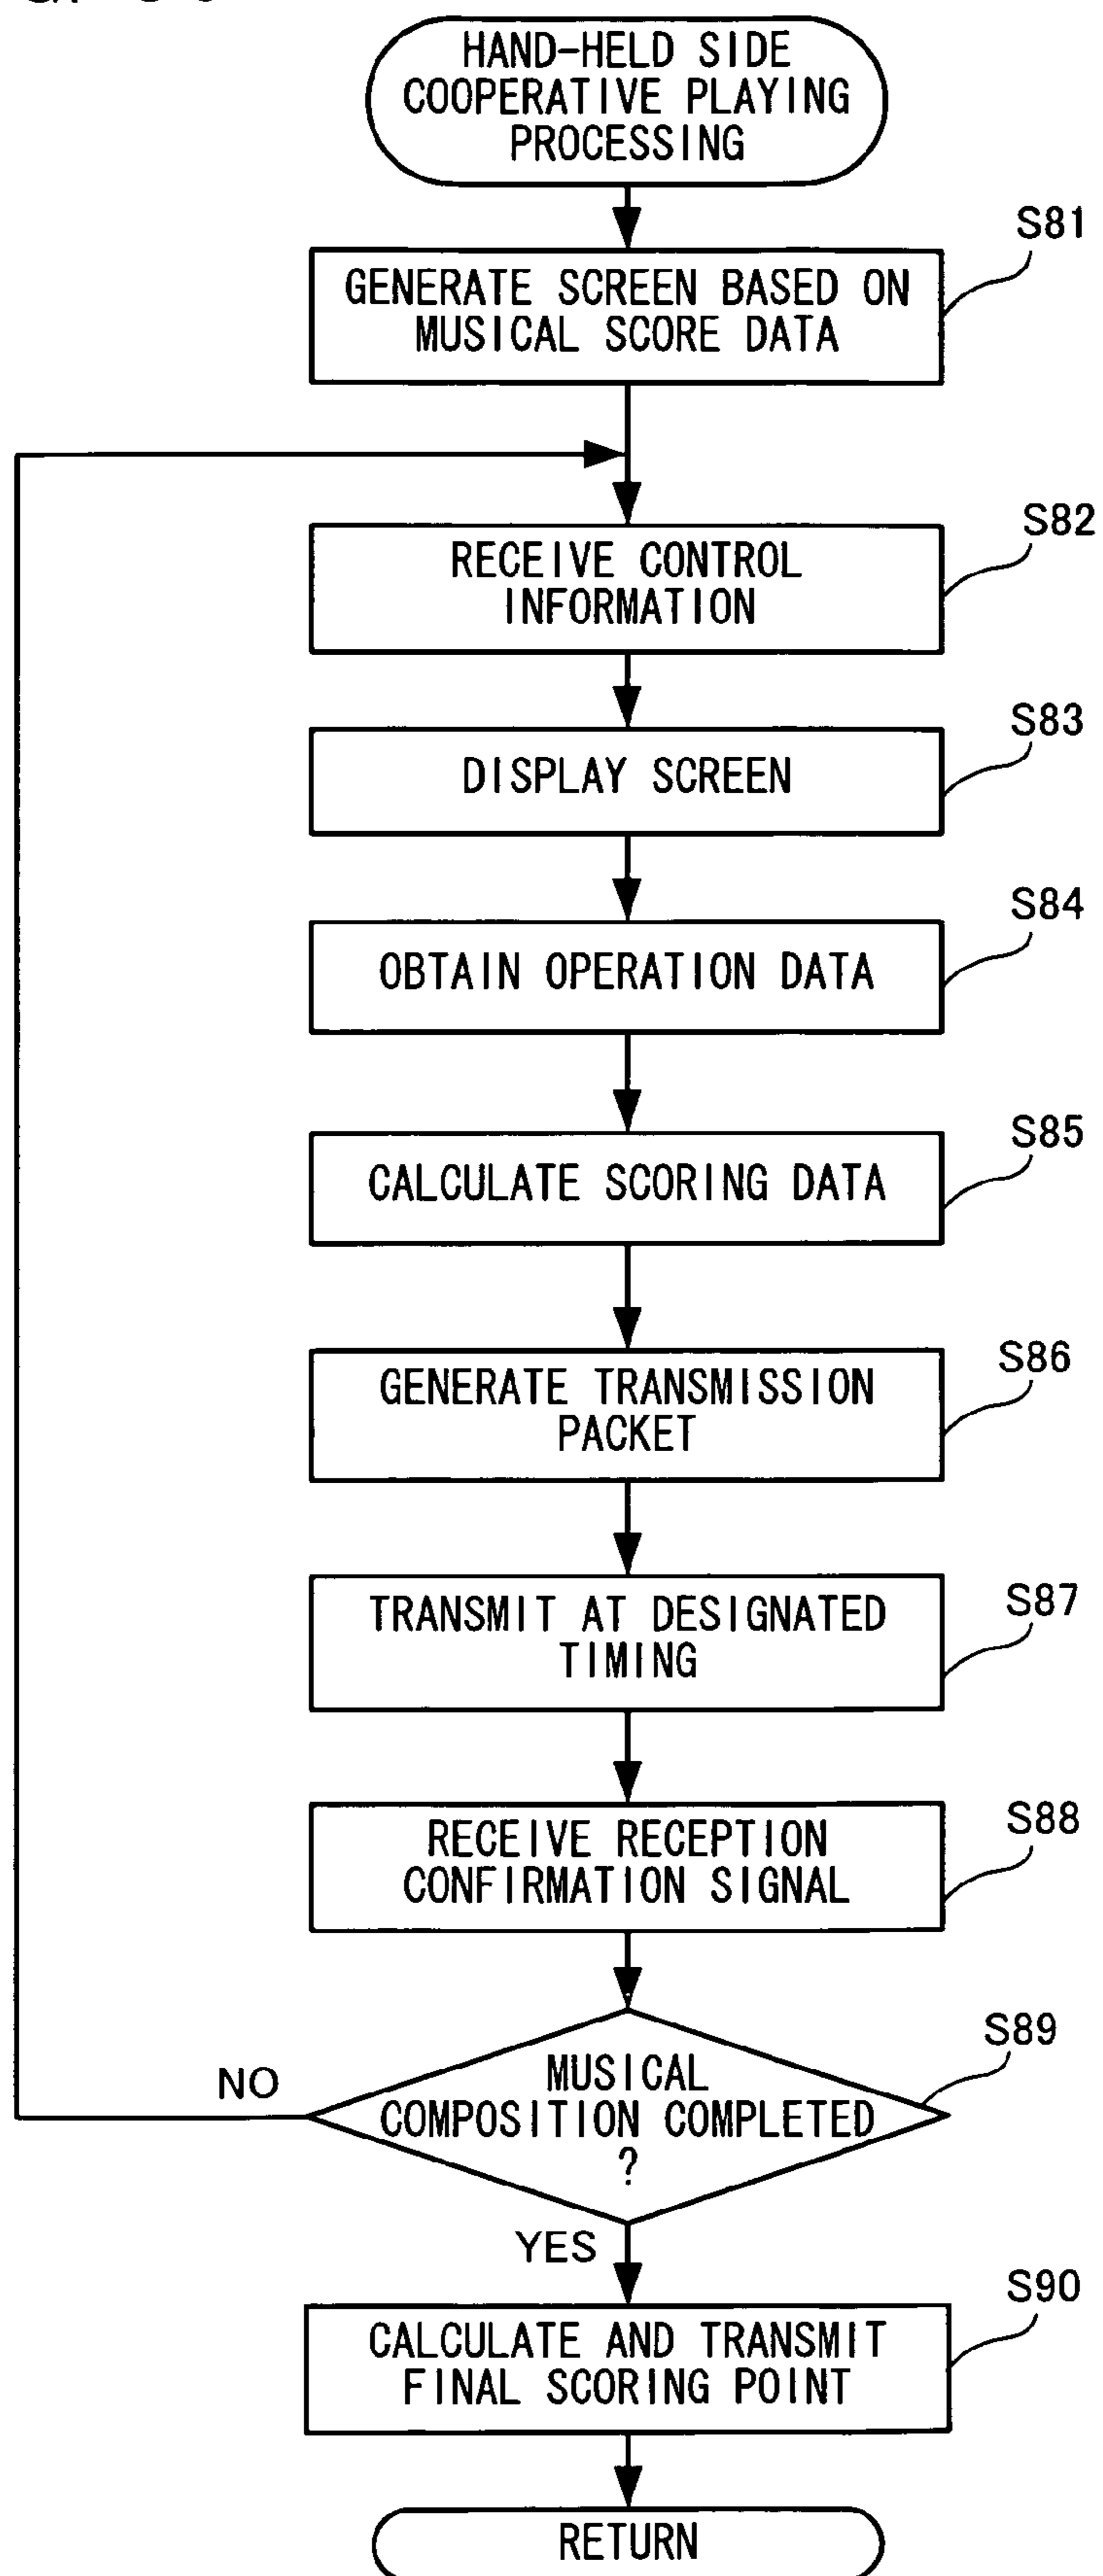 HAND-HELD SIDE
COOPERATIVE PLAYING
PROCESSING
S81
GENERATE SCREEN BASED ON
MUSICAL SCORE DATA
S82
RECEIVE CONTROL
INFORMATION
S83
DISPLAY SCREEN
S84
OBTAIN OPERATION DATA
S85
CALCULATE SCORING DATA
S86
GENERATE TRANSMISSION
PACKET
S87
TRANSMIT AT DESIGNATED
TIMING
S88
RECEIVE RECEPTION
CONFIRMATION SIGNAL
S89
NO
MUSICAL
COMPOSITION COMPLETED
?
YES
S90
CALCULATE AND TRANSMIT
FINAL SCORING POINT
RETURN